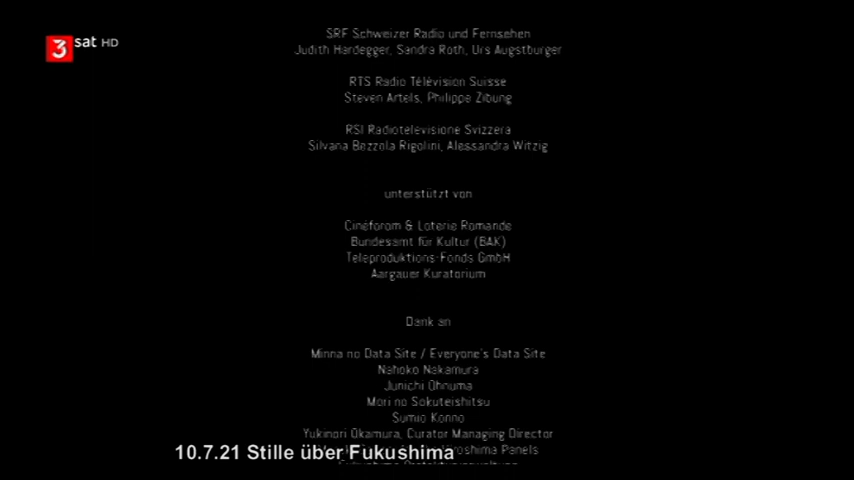 3sat HD
SRF Schweizer Radio und Fernsehen
Judith Hardegger, Sandra Roth, Urs Augstburger
RTS Radio Télévision Suisse
Steven Artels, Philippe Zibung
RSI Radiotelevisione Svizzera
Silvana Bezzola Rigolini, Alessandra Witzig
unterstützt von
Cinéforom & Loterie Romande
Bundesamt für Kultur (BAK)
Teleproduktions-Fonds GmbH
Aargauer Kuratorium
Dank an
Minna no Data Site / Everyone's Data Site
Nahoko Nakamura
Junichi Ohnuma
Mori no Sokuteishitsu
Sumio Konno
Yukinori Okamura, Curator Managing Director
Hiroshima Panels
10.7.21 Stille über Fukushima